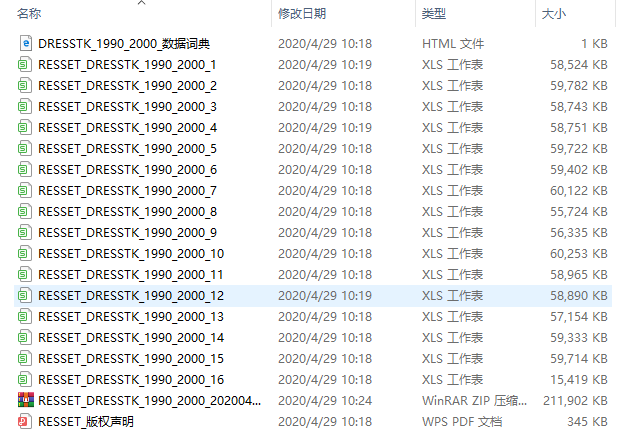 名称 修改日期 类型 大小
DRESSTK_1990_2000_数据词典 2020/4/29 10:18 HTML 文件 1 KB
RESSET_DRESSTK_1990_2000_1 2020/4/29 10:19 XLS 工作表 58,524 KB
RESSET_DRESSTK_1990_2000_2 2020/4/29 10:18 XLS 工作表 59,782 KB
RESSET_DRESSTK_1990_2000_3 2020/4/29 10:18 XLS 工作表 58,743 KB
RESSET_DRESSTK_1990_2000_4 2020/4/29 10:19 XLS 工作表 58,751 KB
RESSET_DRESSTK_1990_2000_5 2020/4/29 10:18 XLS 工作表 59,722 KB
RESSET_DRESSTK_1990_2000_6 2020/4/29 10:18 XLS 工作表 59,402 KB
RESSET_DRESSTK_1990_2000_7 2020/4/29 10:18 XLS 工作表 60,122 KB
RESSET_DRESSTK_1990_2000_8 2020/4/29 10:18 XLS 工作表 55,724 KB
RESSET_DRESSTK_1990_2000_9 2020/4/29 10:18 XLS 工作表 56,335 KB
RESSET_DRESSTK_1990_2000_10 2020/4/29 10:18 XLS 工作表 60,253 KB
RESSET_DRESSTK_1990_2000_11 2020/4/29 10:18 XLS 工作表 58,965 KB
RESSET_DRESSTK_1990_2000_12 2020/4/29 10:19 XLS 工作表 58,890 KB
RESSET_DRESSTK_1990_2000_13 2020/4/29 10:18 XLS 工作表 57,154 KB
RESSET_DRESSTK_1990_2000_14 2020/4/29 10:18 XLS 工作表 59,333 KB
RESSET_DRESSTK_1990_2000_15 2020/4/29 10:18 XLS 工作表 59,714 KB
RESSET_DRESSTK_1990_2000_16 2020/4/29 10:18 XLS 工作表 15,419 KB
RESSET_DRESSTK_1990_2000_202004... 2020/4/29 10:24 WinRAR ZIP 压缩... 211,902 KB
RESSET_版权声明 2020/4/29 10:18 WPS PDF 文档 345 KB